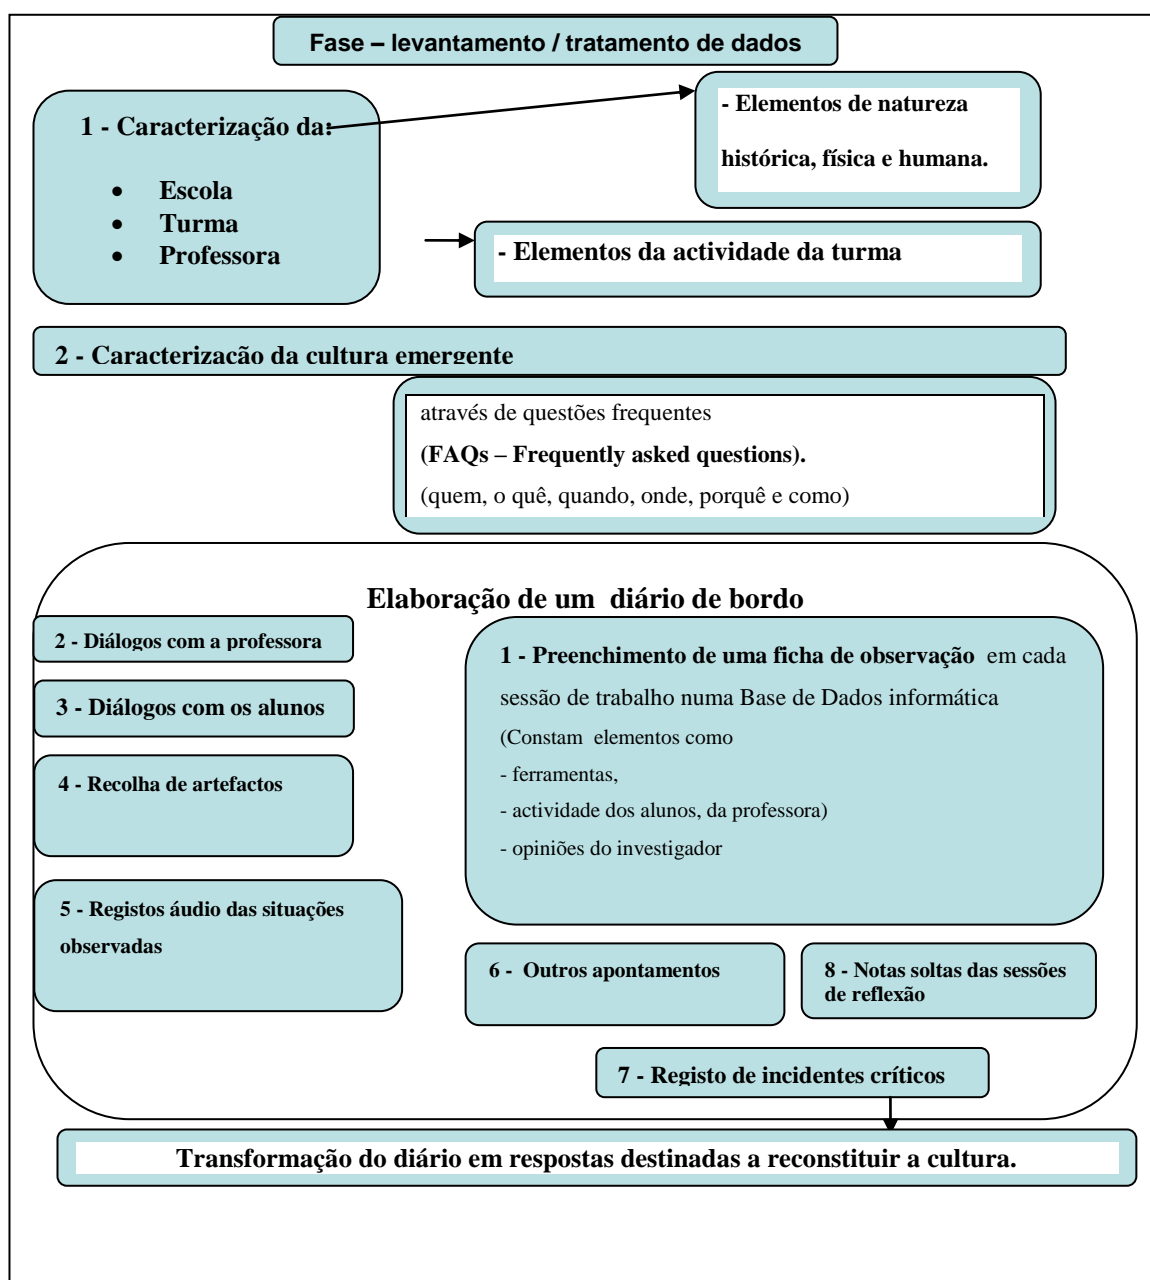 Fase – levantamento / tratamento de dados
1 - Caracterização da:
• Escola
• Turma
• Professora
- Elementos de natureza
histórica, física e humana.
- Elementos da actividade da turma
2 - Caracterização da cultura emergente
através de questões frequentes
(FAQs – Frequently asked questions).
(quem, o quê, quando, onde, porquê e como)
Elaboração de um diário de bordo
2 - Diálogos com a professora
3 - Diálogos com os alunos
4 - Recolha de artefactos
5 - Registos áudio das situações
observadas
1 - Preenchimento de uma ficha de observação em cada
sessão de trabalho numa Base de Dados informática
(Constam elementos como
- ferramentas,
- actividade dos alunos, da professora)
- opiniões do investigador
6 - Outros apontamentos
8 - Notas soltas das sessões
de reflexão
7 - Registo de incidentes críticos
Transformação do diário em respostas destinadas a reconstituir a cultura.